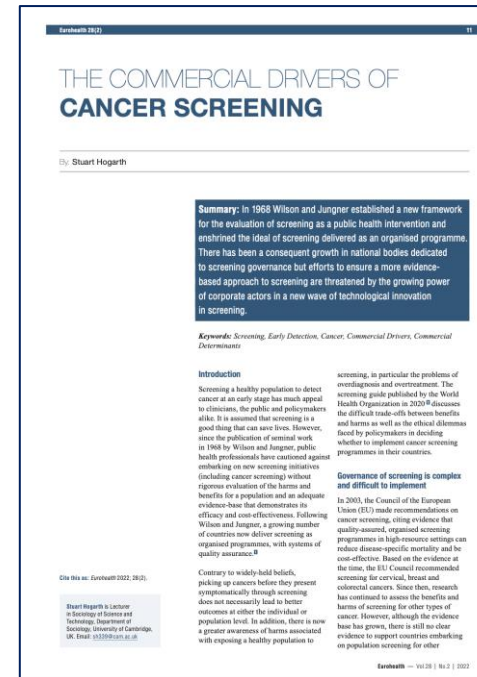 Eurohealth 28(2)
11
THE COMMERCIAL DRIVERS OF
CANCER SCREENING
By: Stuart Hogarth
Summary: In 1968 Wilson and Jungner established a new framework
for the evaluation of screening as a public health intervention and
enshrined the ideal of screening delivered as an organised programme.
There has been a consequent growth in national bodies dedicated
to screening governance but efforts to ensure a more evidence-
based approach to screening are threatened by the growing power
of corporate actors in a new wave of technological innovation
in screening.
Keywords: Screening, Early Detection, Cancer, Commercial Drivers, Commercial
Determinants
Introduction
Screening a healthy population to detect
cancer at an early stage has much appeal
to clinicians, the public and policymakers
alike. It is assumed that screening is a
good thing that can save lives. However,
since the publication of seminal work
in 1968 by Wilson and Jungner, public
health professionals have cautioned against
embarking on new screening initiatives
(including cancer screening) without
rigorous evaluation of the harms and
benefits for a population and an adequate
evidence-base that demonstrates its
efficacy and cost-effectiveness. Following
Wilson and Jungner, a growing number
of countries now deliver screening as
organised programmes, with systems of
quality assurance.
Contrary to widely-held beliefs,
picking up cancers before they present
symptomatically through screening
does not necessarily lead to better
outcomes at either the individual or
population level. In addition, there is now
a greater awareness of harms associated
with exposing a healthy population to
screening, in particular the problems of
overdiagnosis and overtreatment. The
screening guide published by the World
Health Organization in 2020 discusses
the difficult trade-offs between benefits
and harms as well as the ethical dilemmas
faced by policymakers in deciding
whether to implement cancer screening
programmes in their countries.
Governance of screening is complex
and difficult to implement
In 2003, the Council of the European
Union (EU) made recommendations on
cancer screening, citing evidence that
quality-assured, organised screening
programmes in high-resource settings can
reduce disease-specific mortality and be
cost-effective. Based on the evidence at
the time, the EU Council recommended
screening for cervical, breast and
colorectal cancers. Since then, research
has continued to assess the benefits and
harms of screening for other types of
cancer. However, although the evidence
base has grown, there is still no clear
evidence to support countries embarking
on population screening for other
Cite this as: Eurohealth 2022; 28(2).
Stuart Hogarth is Lecturer
in Sociology of Science and
Technology, Department of
Sociology, University of Cambridge,
UK. Email: sh339@cam.ac.uk
Eurohealth — Vol.28 | No.2 | 2022